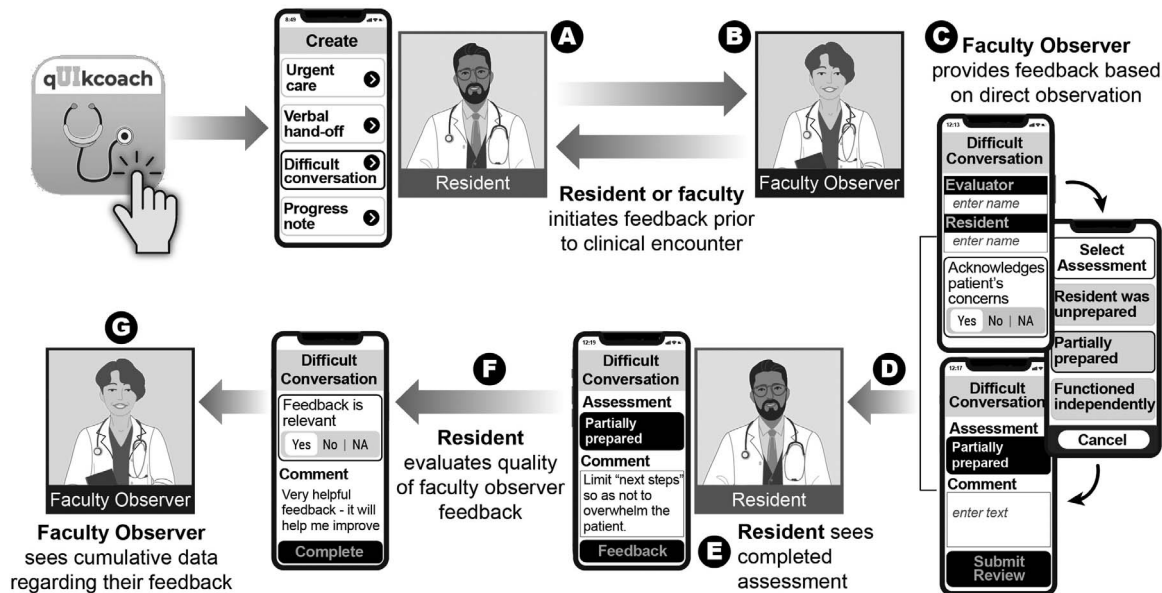 qUIkcoach
8:49
Create
Urgent
care
Verbal
hand-off
Difficult
conversation
Progress
note
A
Resident
Resident or faculty
initiates feedback prior
to clinical encounter
B
Faculty Observer
C Faculty Observer
provides feedback based
on direct observation
12:13
Difficult
Conversation
Evaluator
enter name
Resident
enter name
Acknowledges
patient's
concerns
Yes No | NA
Select
Assessment
Resident was
unprepared
Partially
prepared
Functioned
independently
Cancel
12:17
Difficult
Conversation
Assessment
Partially
prepared
Comment
enter text
Submit
Review
D
Resident
E Resident sees
completed
assessment
12:19
Difficult
Conversation
Assessment
Partially
prepared
Comment
Limit "next steps"
so as not to
overwhelm the
patient.
Feedback
F
Resident
evaluates quality
of faculty observer
feedback
Difficult
Conversation
Feedback is
relevant
Yes No | NA
Comment
Very helpful
feedback - it will
help me improve
Complete
G
Faculty Observer
Faculty Observer
sees cumulative data
regarding their feedback